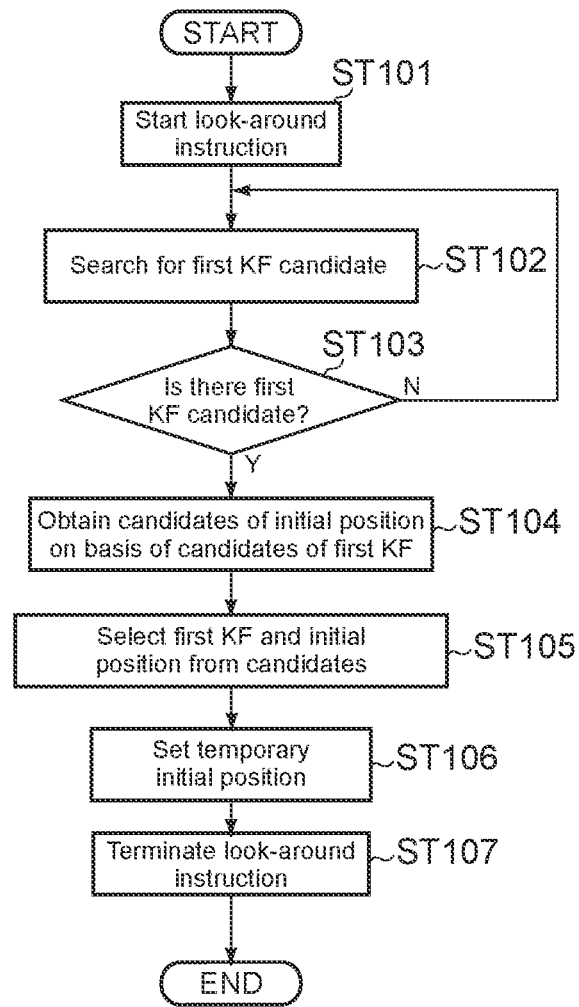 START
ST101
Start look-around
instruction
Search for first KF candidate
ST102
ST103
Is there first
KF candidate?
N
Y
Obtain candidates of initial position
on basis of candidates of first KF
ST104
Select first KF and initial
position from candidates
ST105
Set temporary
initial position
ST106
Terminate look-around
instruction
ST107
END